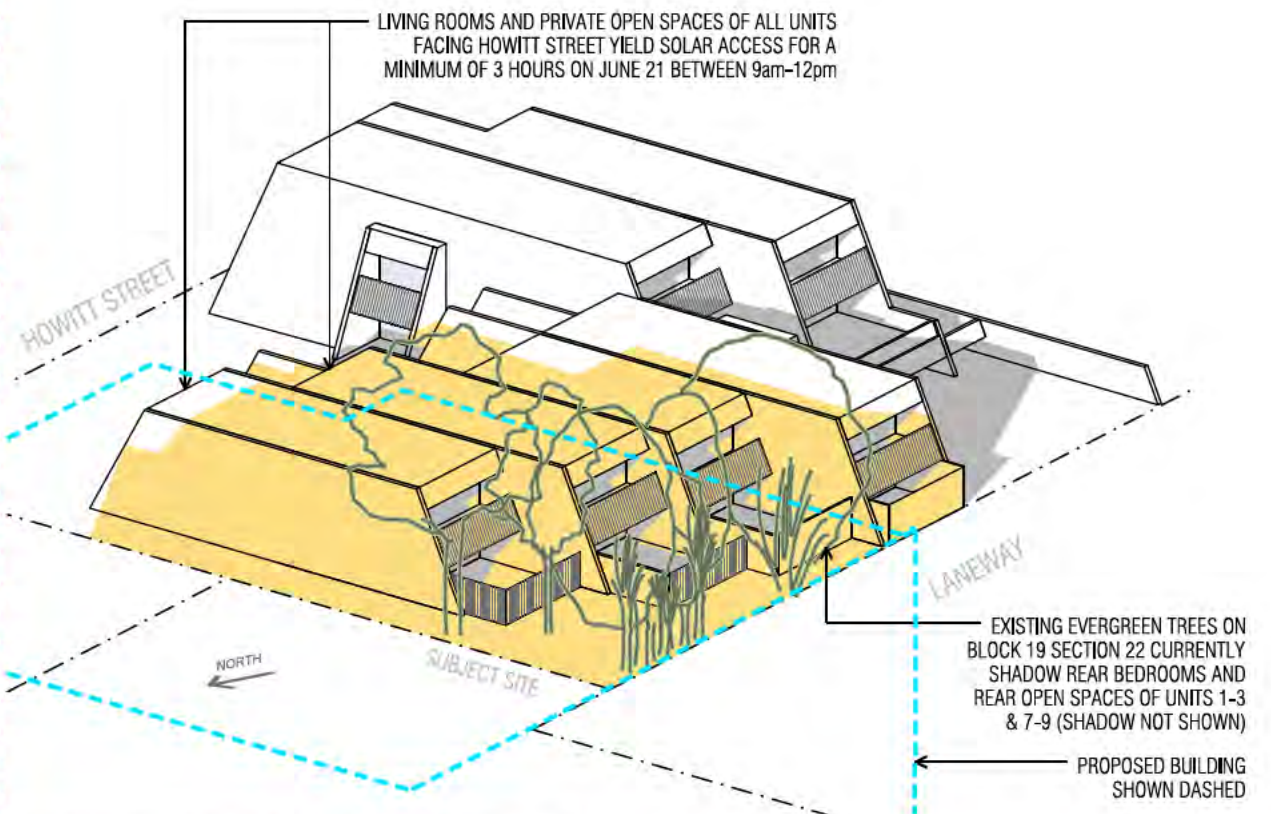 LIVING ROOMS AND PRIVATE OPEN SPACES OF ALL UNITS
FACING HOWITT STREET YIELD SOLAR ACCESS FOR A
MINIMUM OF 3 HOURS ON JUNE 21 BETWEEN 9am–12pm
HOWITT STREET
LANEWAY
NORTH
SUBJECT SITE
EXISTING EVERGREEN TREES ON
BLOCK 19 SECTION 22 CURRENTLY
SHADOW REAR BEDROOMS AND
REAR OPEN SPACES OF UNITS 1-3
& 7-9 (SHADOW NOT SHOWN)
PROPOSED BUILDING
SHOWN DASHED